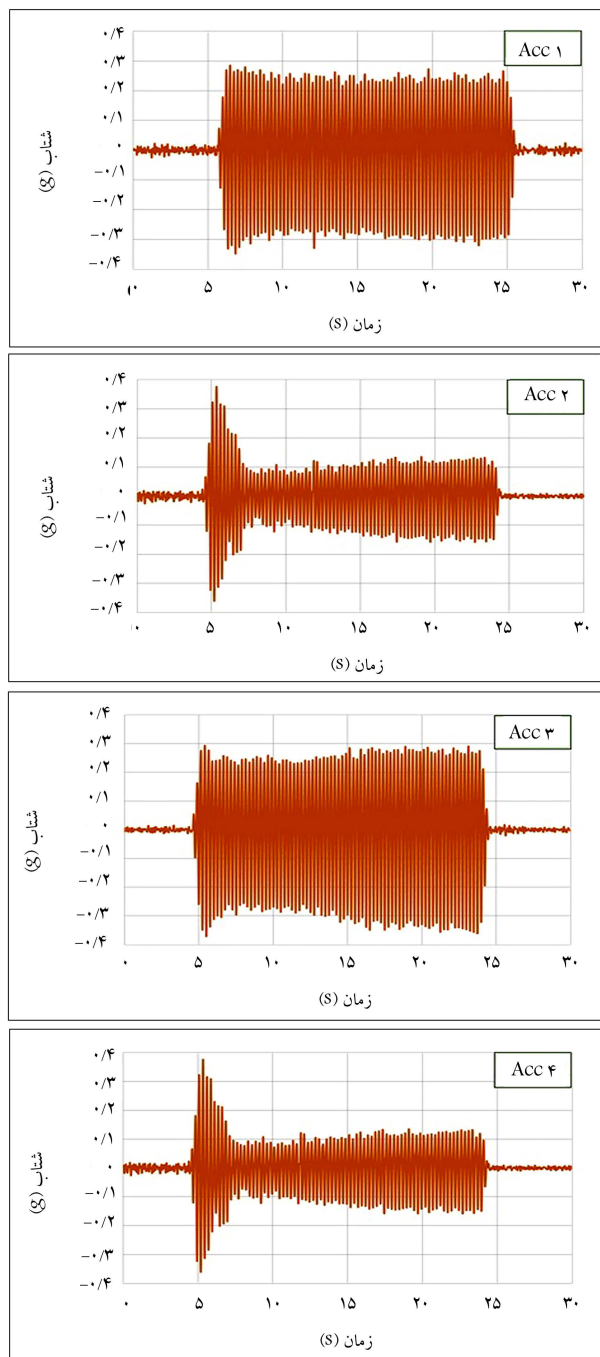 Acc ۱
۰/۴
۰/۳
۰/۲
۰/۱
۰
−۰/۱
−۰/۲
−۰/۳
−۰/۴
شتاب (g)
۰ ۵ ۱۰ ۱۵ ۲۰ ۲۵ ۳۰
زمان (s)
Acc ۲
۰/۴
۰/۳
۰/۲
۰/۱
۰
−۰/۱
−۰/۲
−۰/۳
−۰/۴
شتاب (g)
۰ ۵ ۱۰ ۱۵ ۲۰ ۲۵ ۳۰
زمان (s)
Acc ۳
۰/۴
۰/۳
۰/۲
۰/۱
۰
−۰/۱
−۰/۲
−۰/۳
−۰/۴
شتاب (g)
۰ ۵ ۱۰ ۱۵ ۲۰ ۲۵ ۳۰
زمان (s)
Acc ۴
۰/۴
۰/۳
۰/۲
۰/۱
۰
−۰/۱
−۰/۲
−۰/۳
−۰/۴
شتاب (g)
۰ ۵ ۱۰ ۱۵ ۲۰ ۲۵ ۳۰
زمان (s)